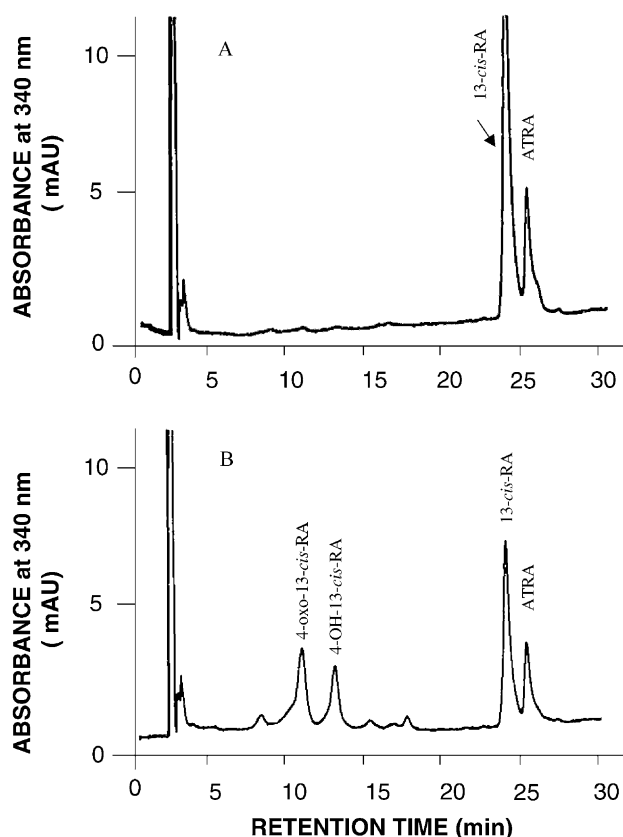 ABSORBANCE at 340 nm
( mAU)
10
5
0
A
13-cis-RA
ATRA
0 5 10 15 20 25 30
ABSORBANCE at 340 nm
( mAU)
10
5
0
B
4-oxo-13-cis-RA
4-OH-13-cis-RA
13-cis-RA
ATRA
0 5 10 15 20 25 30
RETENTION TIME (min)